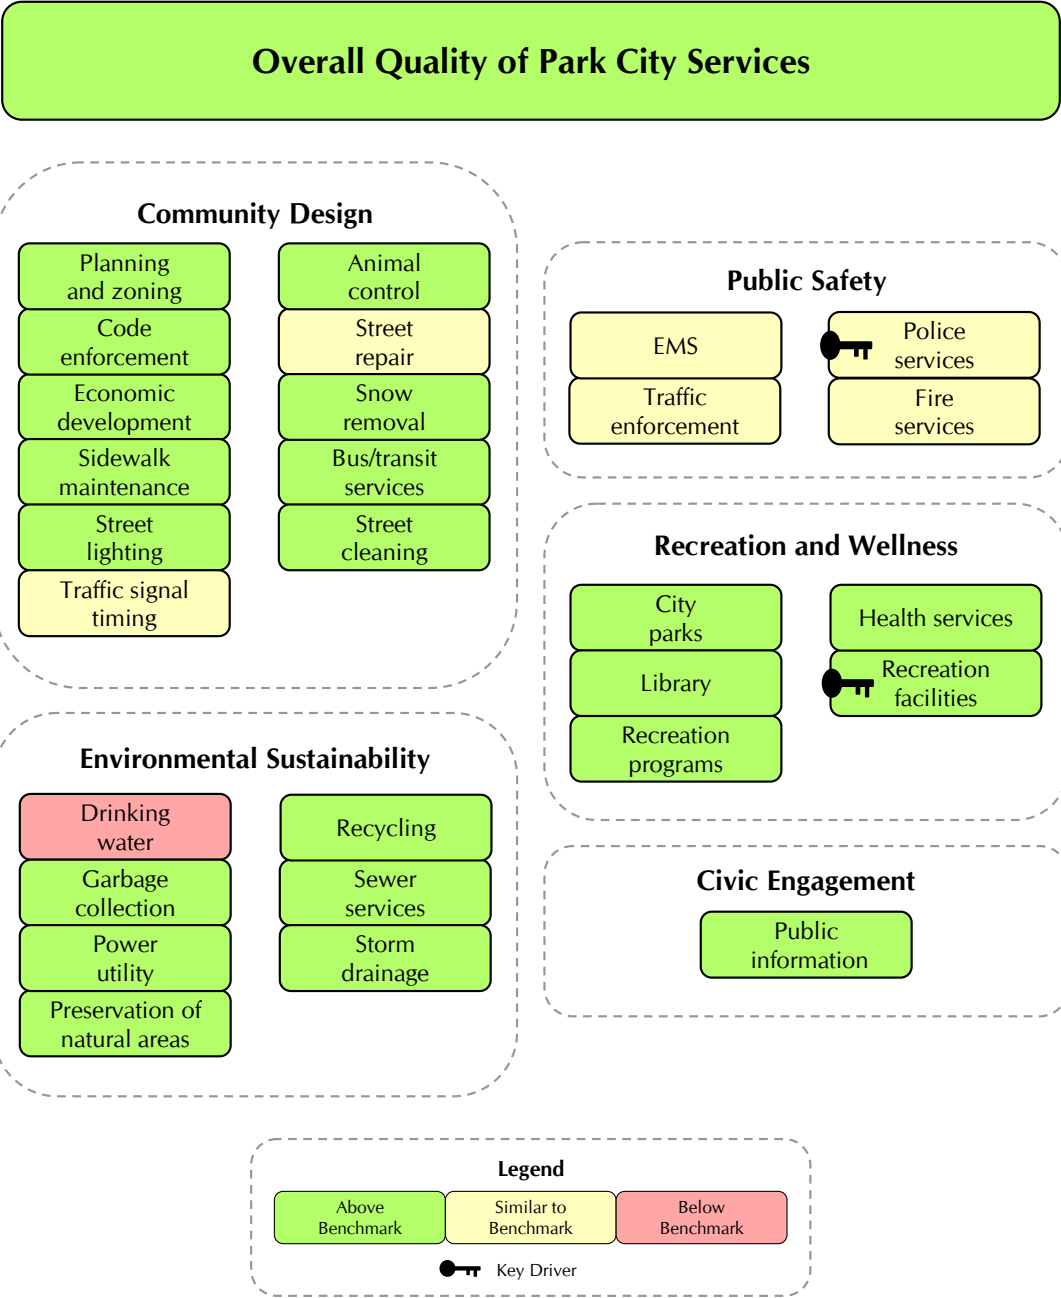 Overall Quality of Park City Services
Community Design
Planning
and zoning
Code
enforcement
Economic
development
Sidewalk
maintenance
Street
lighting
Traffic signal
timing
Animal
control
Street
repair
Snow
removal
Bus/transit
services
Street
cleaning
Environmental Sustainability
Drinking
water
Garbage
collection
Power
utility
Preservation of
natural areas
Recycling
Sewer
services
Storm
drainage
Public Safety
EMS
Traffic
enforcement
Police
services
Fire
services
Recreation and Wellness
City
parks
Library
Recreation
programs
Health services
Recreation
facilities
Civic Engagement
Public
information
Legend
Above
Benchmark
Similar to
Benchmark
Below
Benchmark
Key Driver